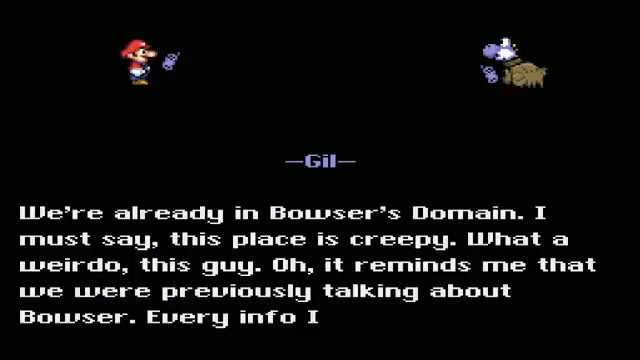 —Gil—
We're already in Bowser's Domain. I
must say, this place is creepy. What a
weirdo, this guy. Oh, it reminds me that
we were previously talking about
Bowser. Every info I